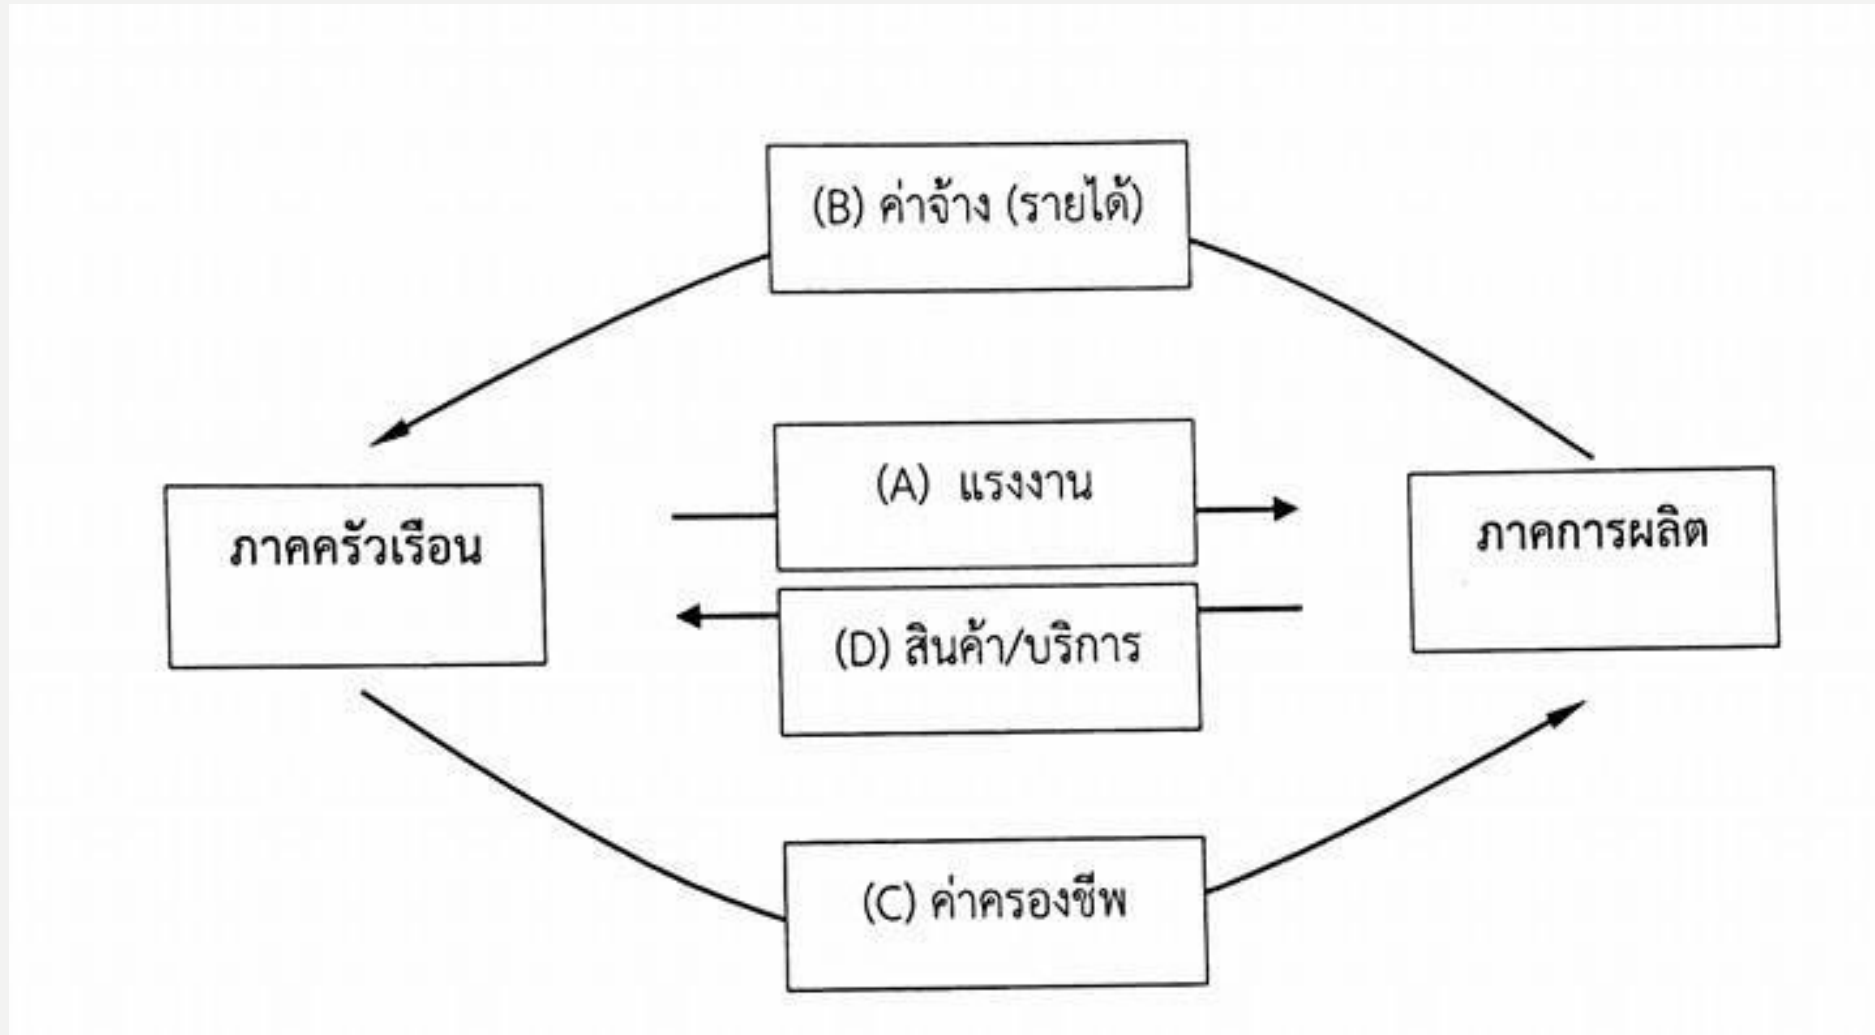 (B) ค่าจ้าง (รายได้)
(A) แรงงาน
ภาคครัวเรือน
ภาคการผลิต
(D) สินค้า/บริการ
(C) ค่าครองชีพ